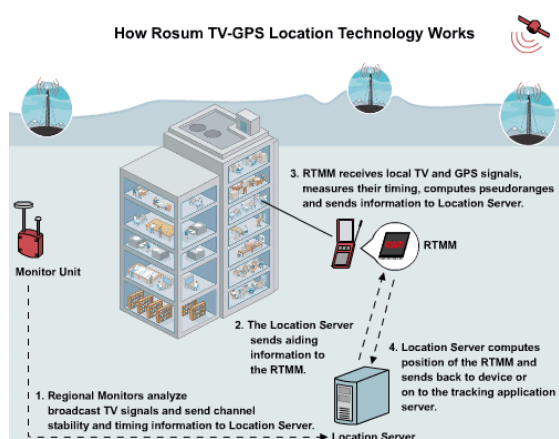 How Rosum TV-GPS Location Technology Works
3. RTMM receives local TV and GPS signals,
measures their timing, computes pseudoranges
and sends information to Location Server.
RTMM
Monitor Unit
2. The Location Server
sends aiding
information to
the RTMM.
4. Location Server computes
position of the RTMM and
sends back to device or
on to the tracking application
server.
1. Regional Monitors analyze
broadcast TV signals and send channel
stability and timing information to Location Server.
Location Server